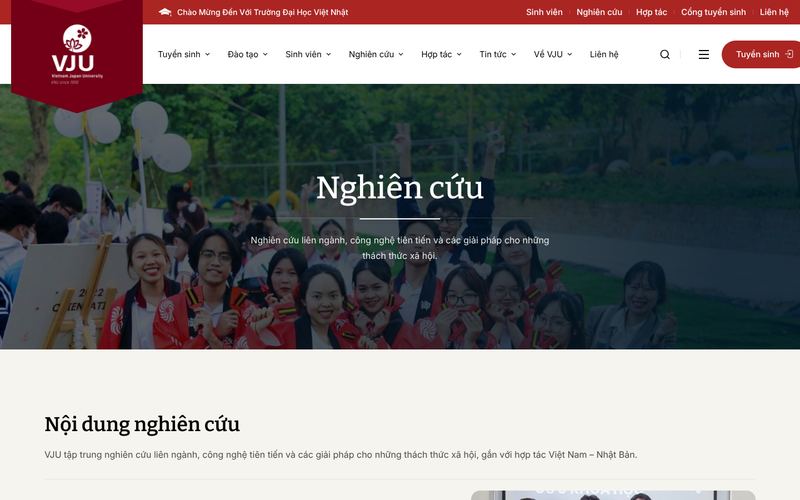 Chào Mừng Đến Với Trường Đại Học Việt Nhật
Sinh viên
Nghiên cứu
Hợp tác
Cổng tuyển sinh
Liên hệ
VJU
Vietnam Japan University
Tuyển sinh
Đào tạo
Sinh viên
Nghiên cứu
Hợp tác
Tin tức
Về VJU
Liên hệ
Tuyển sinh
Nghiên cứu
Nghiên cứu liên ngành, công nghệ tiên tiến và các giải pháp cho những
thách thức xã hội.
2022
Nội dung nghiên cứu
VJU tập trung nghiên cứu liên ngành, công nghệ tiên tiến và các giải pháp cho những thách thức xã hội, gắn với hợp tác Việt Nam – Nhật Bản.